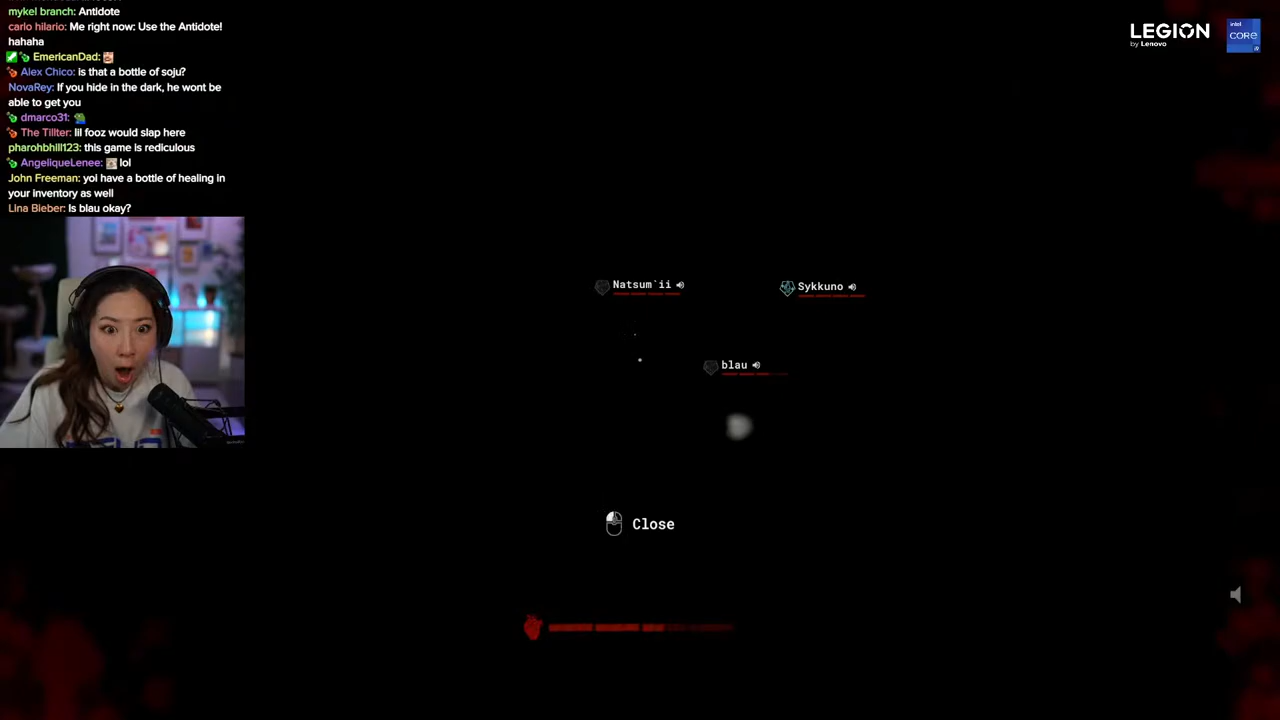 mykel branch: Antidote
carlo hilario: Me right now: Use the Antidote!
hahaha
EmericanDad:
Alex Chico: is that a bottle of soju?
NovaRey: If you hide in the dark, he wont be
able to get you
dmarco31:
The Tillter: lil fooz would slap here
pharohbhill123: this game is rediculous
AngeliqueLenee: lol
John Freeman: yoi have a bottle of healing in
your inventory as well
Lina Bieber: Is blau okay?
LEGION
by Lenovo
intel
CORE
i9
Natsum`ii
Sykkuno
blau
Close